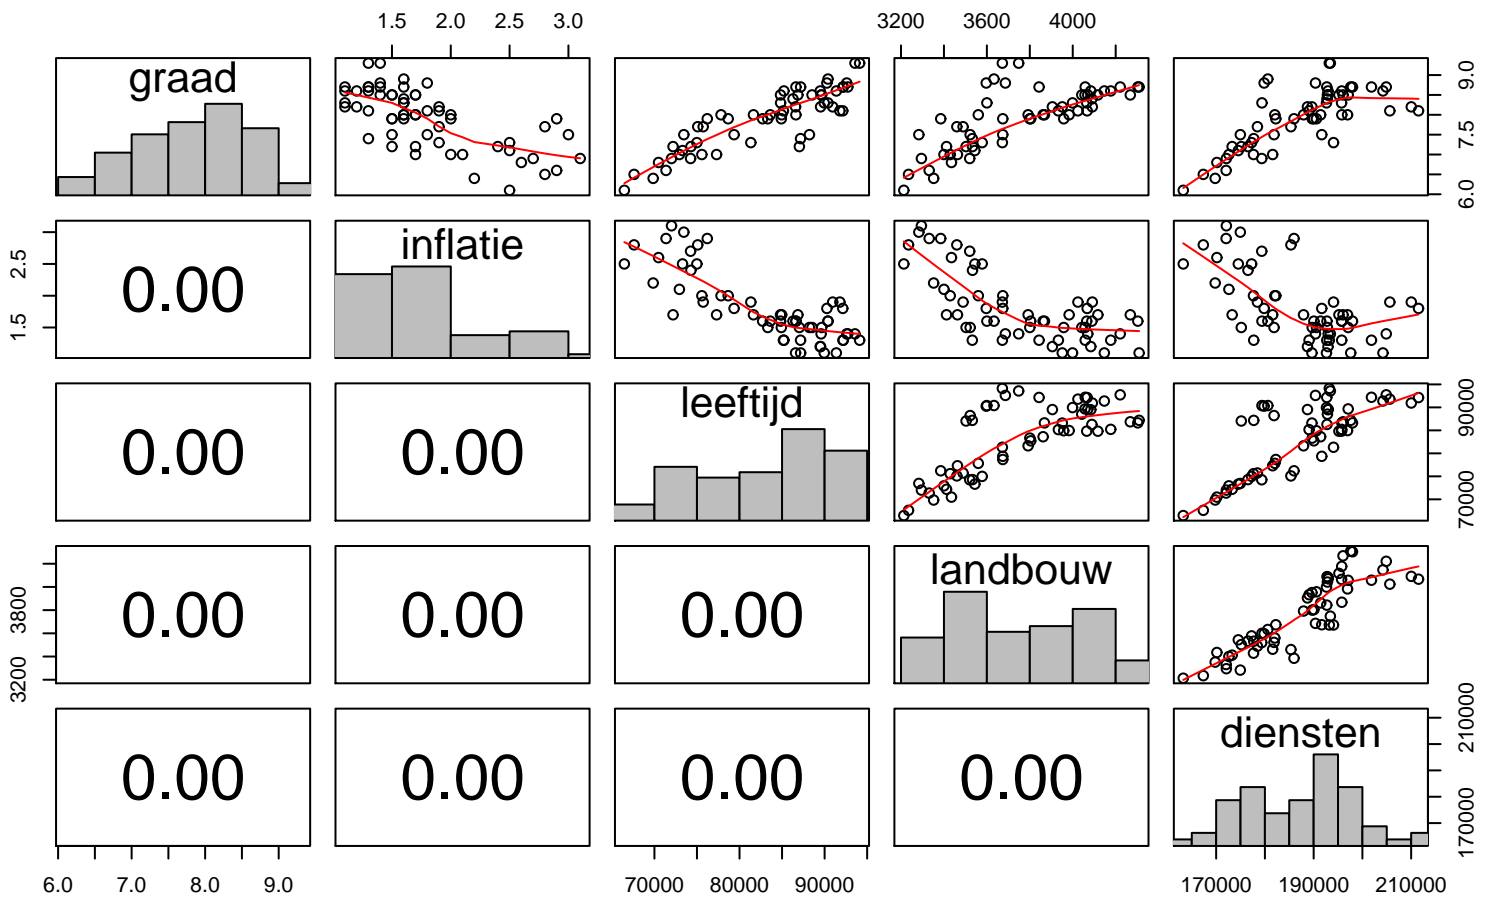 1.5 2.0 2.5 3.0 3200 3600 4000
graad
6.0 7.5 9.0
1.5 2.5
0.00 inflatie
0.00 0.00 leeftijd
70000 90000
3200 3800
0.00 0.00 0.00 landbouw
0.00 0.00 0.00 0.00 diensten
170000 210000
6.0 7.0 8.0 9.0 70000 80000 90000 170000 190000 210000